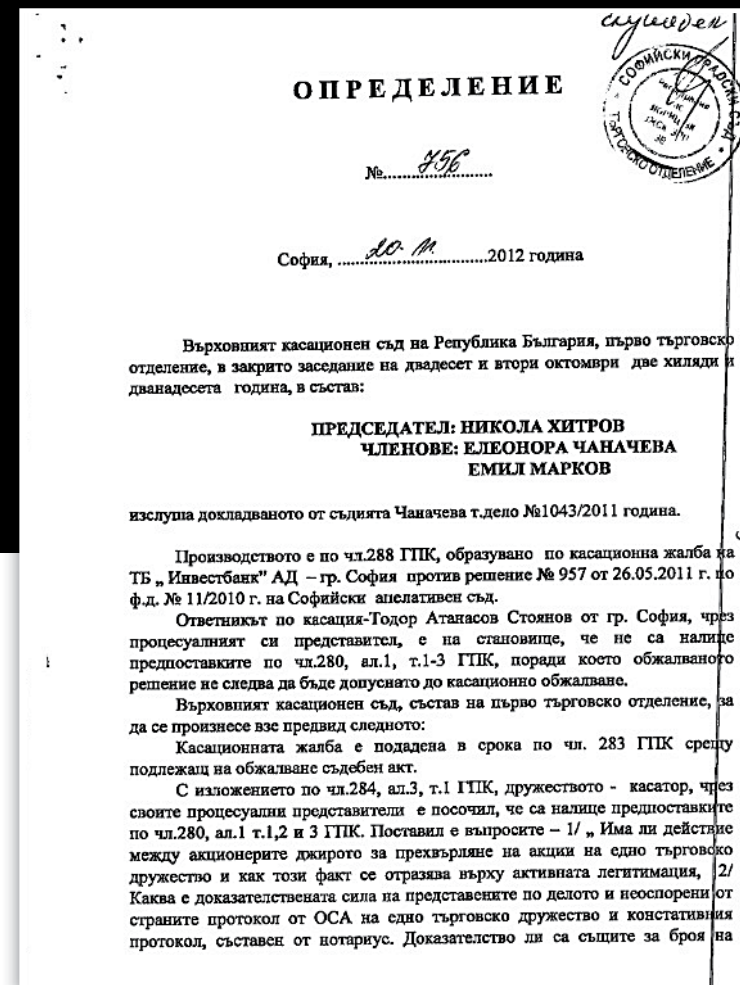 служебен
СОФИЙСКИ ГРАДСКИ СЪД * ТЪРГОВСКО ОТДЕЛЕНИЕ
ОПРЕДЕЛЕНИЕ
№ 756
София, 20. 11. 2012 година
Върховният касационен съд на Република България, първо търговско
отделение, в закрито заседание на двадесет и втори октомври две хиляди и
дванадесета година, в състав:
ПРЕДСЕДАТЕЛ: НИКОЛА ХИТРОВ
ЧЛЕНОВЕ: ЕЛЕОНОРА ЧАНАЧЕВА
ЕМИЛ МАРКОВ
изслуша докладваното от съдията Чаначева т.дело №1043/2011 година.
Производството е по чл.288 ГПК, образувано по касационна жалба на
ТБ „ Инвестбанк” АД – гр. София против решение № 957 от 26.05.2011 г. по
ф.д. № 11/2010 г. на Софийски апелативен съд.
Ответникът по касация-Тодор Атанасов Стоянов от гр. София, чрез
процесуалният си представител, е на становище, че не са налице
предпоставките по чл.280, ал.1, т.1-3 ГПК, поради което обжалваното
решение не следва да бъде допуснато до касационно обжалване.
Върховният касационен съд, състав на първо търговско отделение, за
да се произнесе взе предвид следното:
Касационната жалба е подадена в срока по чл. 283 ГПК срещу
подлежащ на обжалване съдебен акт.
С изложението по чл.284, ал.3, т.1 ГПК, дружеството - касатор, чрез
своите процесуални представители е посочил, че са налице предпоставките
по чл.280, ал.1 т.1,2 и 3 ГПК. Поставил е въпросите – 1/ „ Има ли действие
между акционерите джирото за прехвърляне на акции на едно търговско
дружество и как този факт се отразява върху активната легитимация, 2/
Каква е доказателствената сила на представените по делото и неоспорени от
страните протокол от ОСА на едно търговско дружество и констативния
протокол, съставен от нотариус. Доказателство ли са същите за броя на